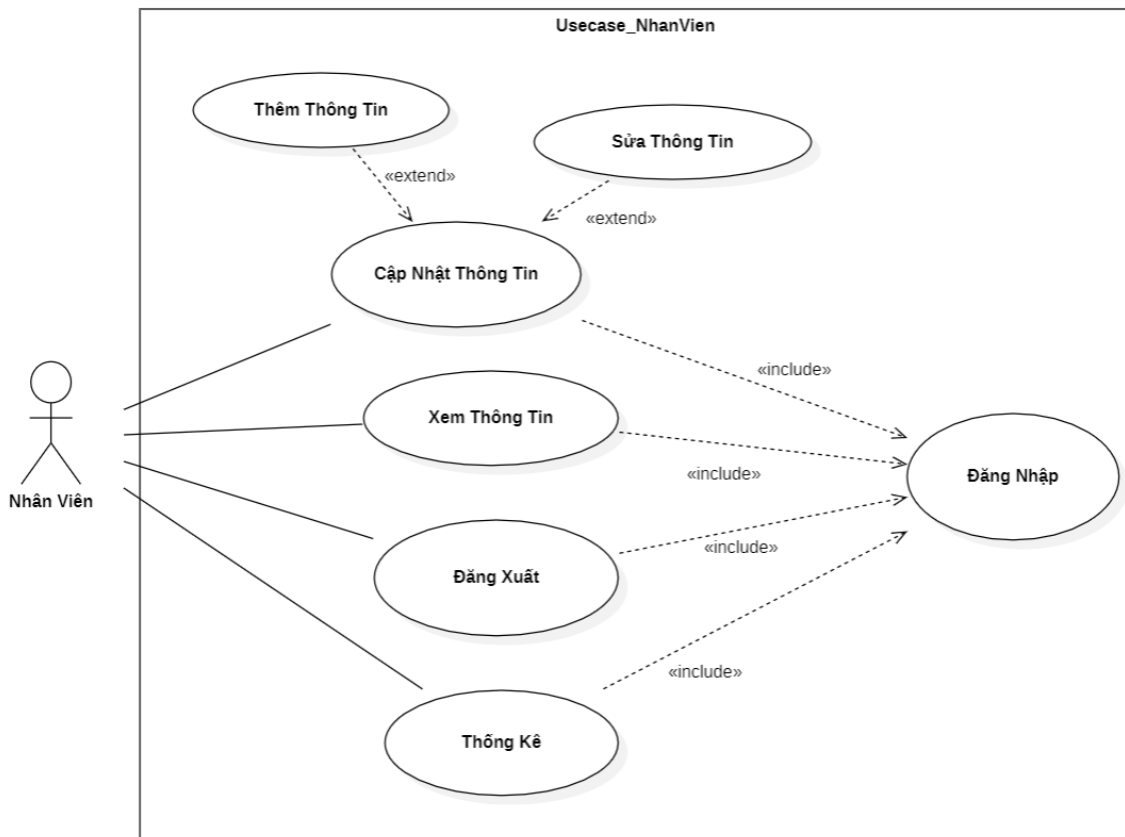 Usecase_NhanVien
Thêm Thông Tin
Sửa Thông Tin
«extend»
«extend»
Cập Nhật Thông Tin
«include»
Xem Thông Tin
«include»
Đăng Nhập
Nhân Viên
«include»
Đăng Xuất
«include»
Thống Kê